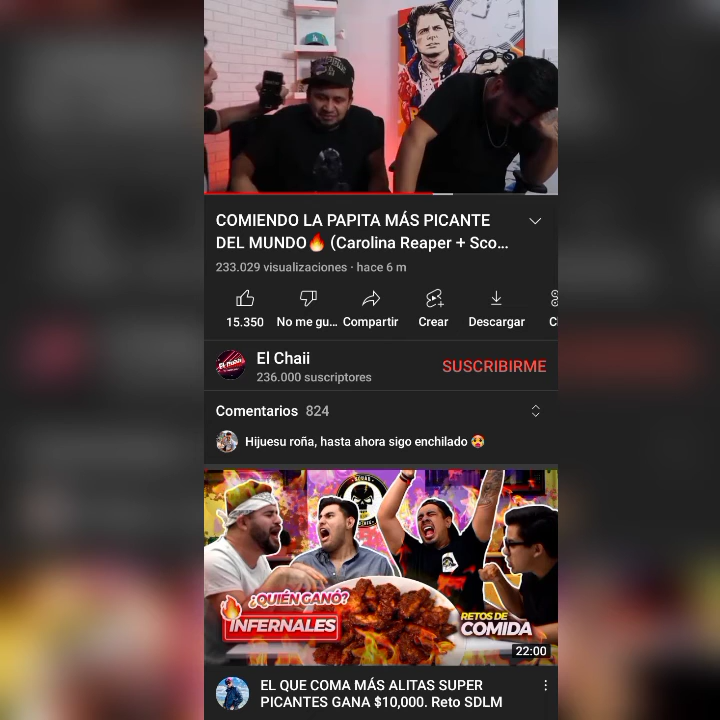 COMIENDO LA PAPITA MÁS PICANTE
DEL MUNDO🔥 (Carolina Reaper + Sco...
233.029 visualizaciones · hace 6 m
15.350 No me gu... Compartir Crear Descargar
El Chaii
236.000 suscriptores
SUSCRIBIRME
Comentarios 824
Hijuesu roña, hasta ahora sigo enchilado 🥵
¿QUIÉN GANÓ?
INFERNALES
RETOS DE
COMIDA
22:00
EL QUE COMA MÁS ALITAS SUPER
PICANTES GANA $10,000. Reto SDLM